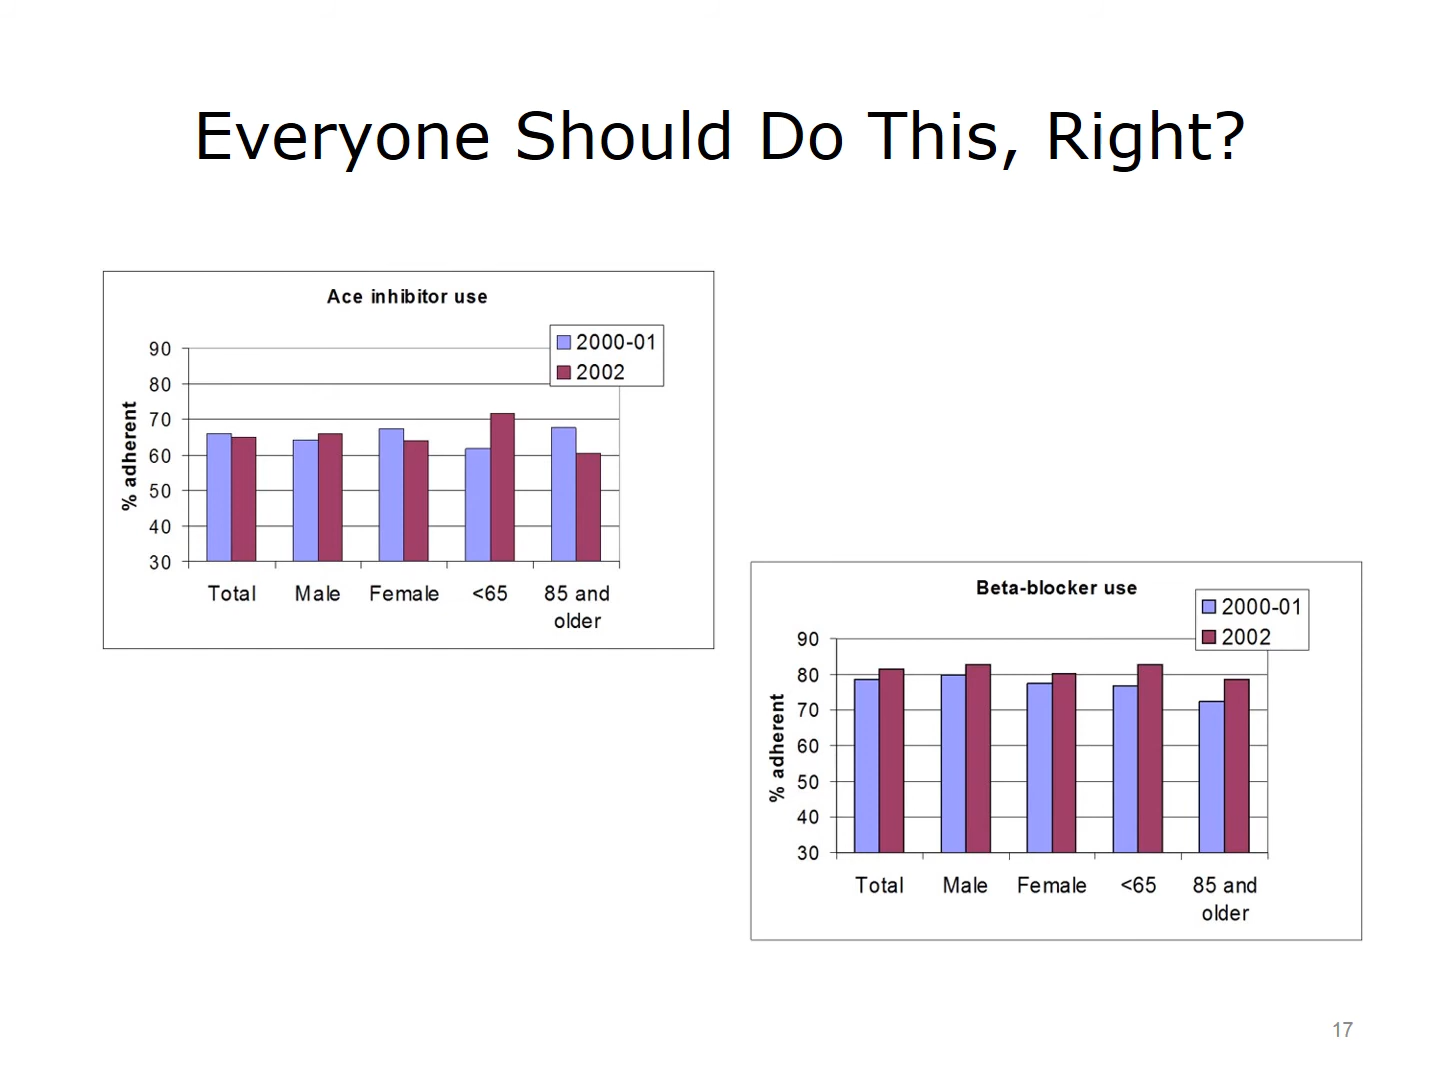 Everyone Should Do This, Right?
Ace inhibitor use
2000-01
2002
% adherent
90
80
70
60
50
40
30
Total Male Female <65 85 and
older
Beta-blocker use
2000-01
2002
% adherent
90
80
70
60
50
40
30
Total Male Female <65 85 and
older
17